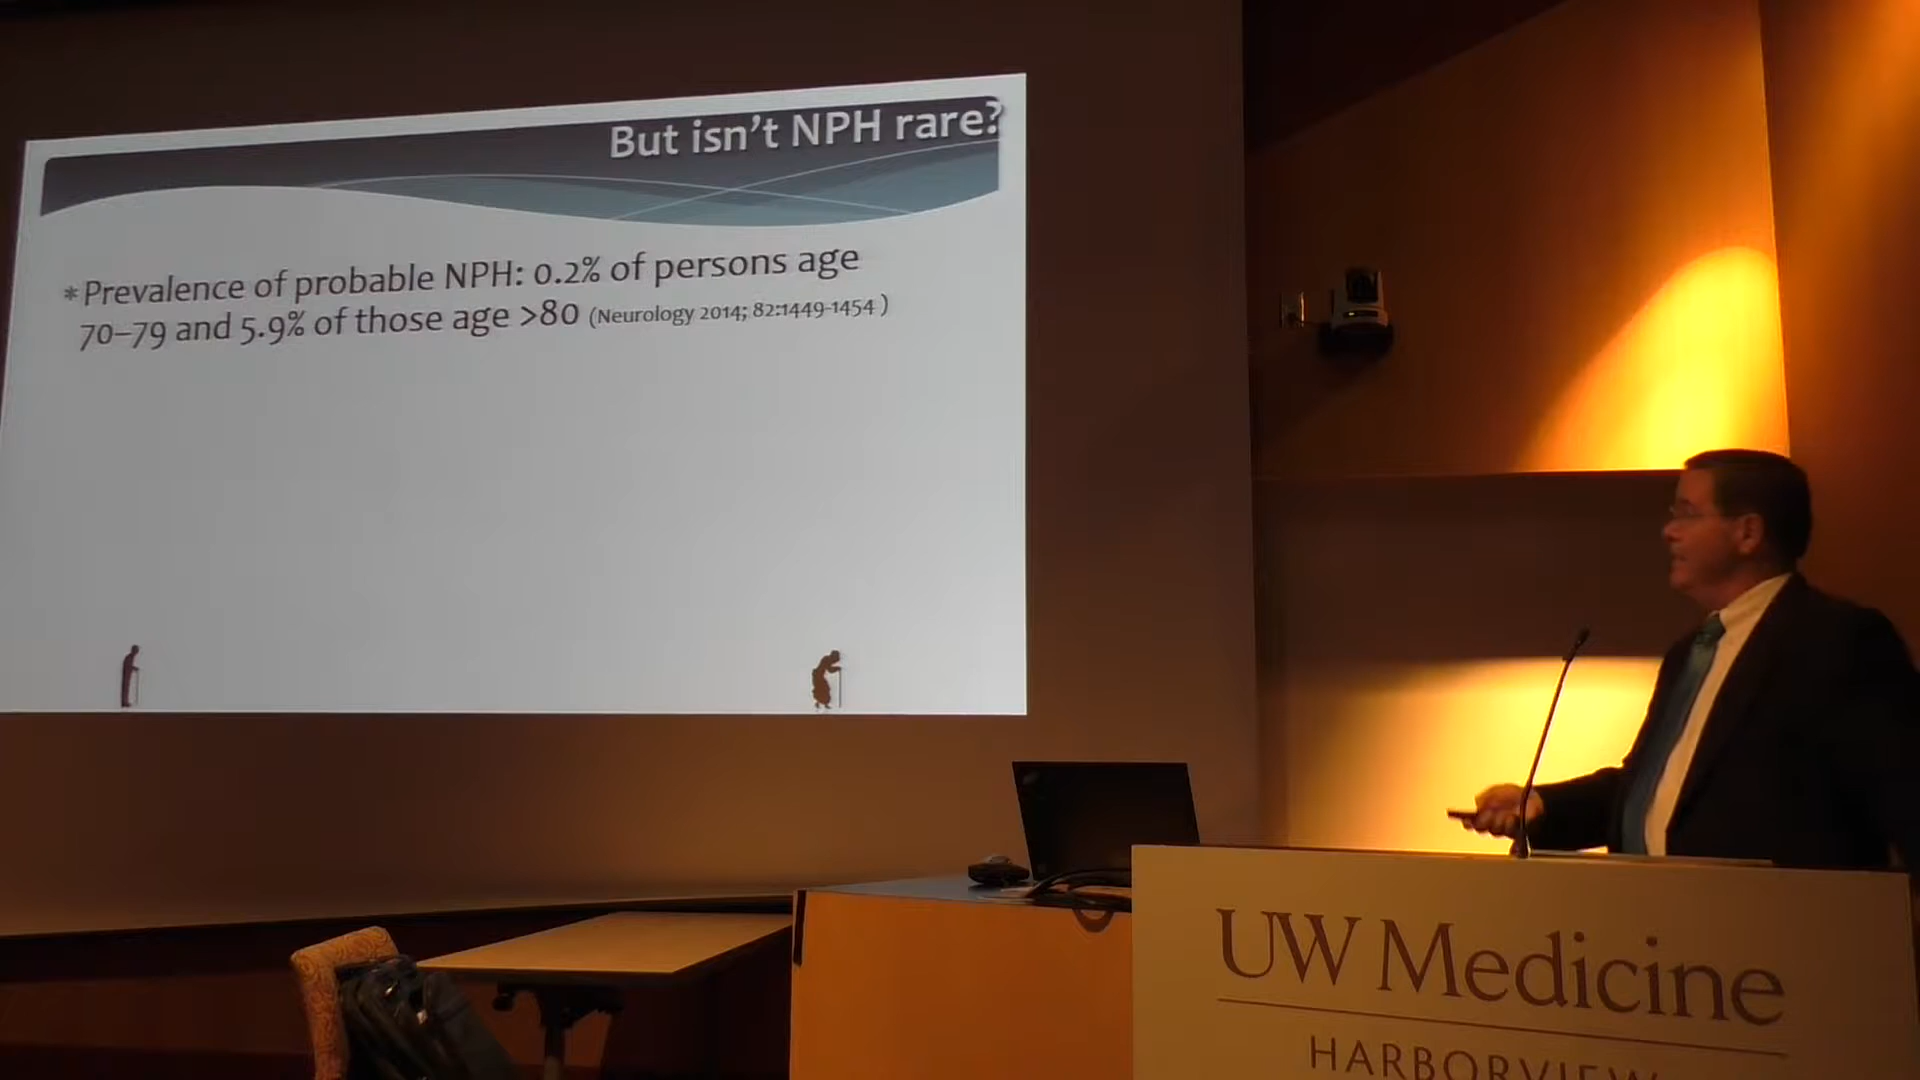 But isn't NPH rare?
* Prevalence of probable NPH: 0.2% of persons age
70–79 and 5.9% of those age >80 (Neurology 2014; 82:1449-1454 )
UW Medicine
HARBORVIEW